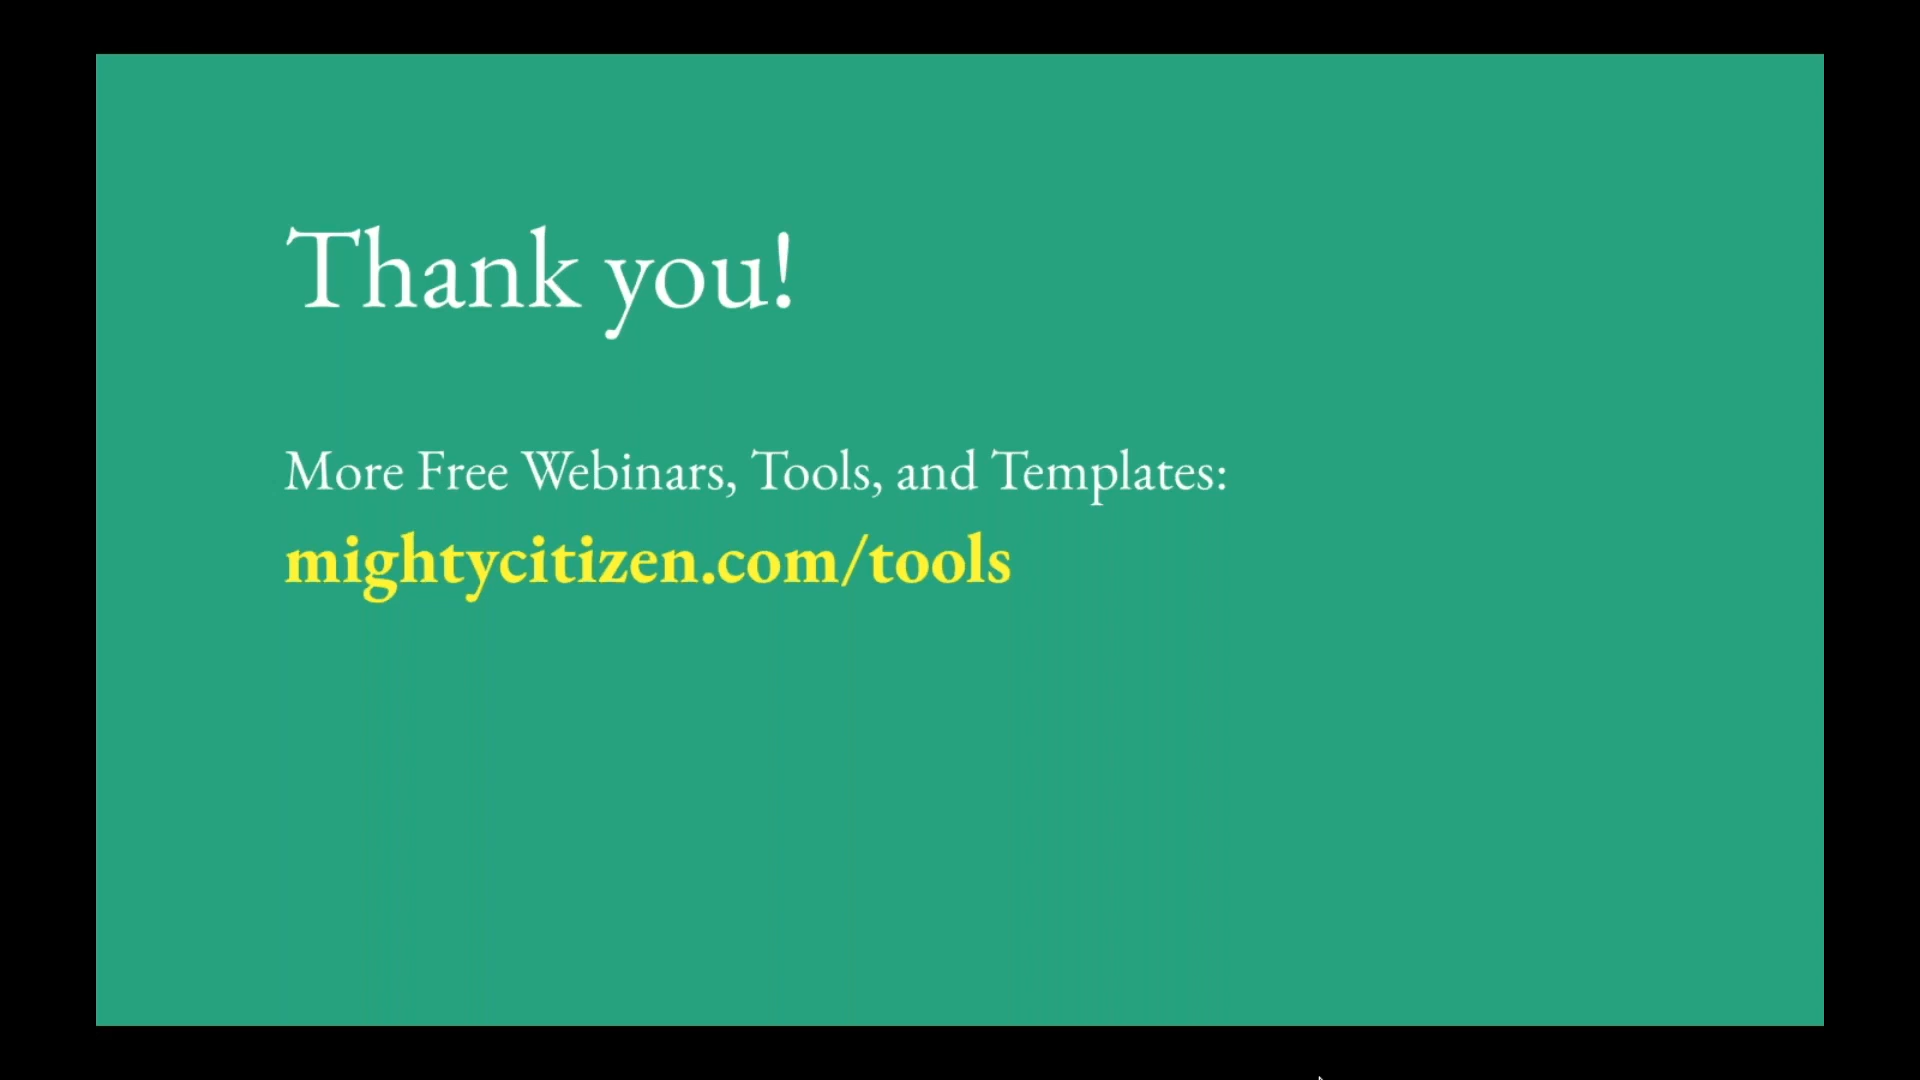 Thank you!
More Free Webinars, Tools, and Templates:
mightycitizen.com/tools